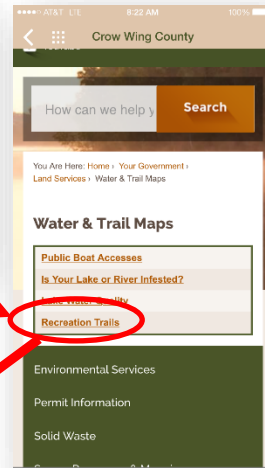 AT&T LTE 8:22 AM 100%
Crow Wing County
How can we help y Search
You Are Here: Home › Your Government ›
Land Services › Water & Trail Maps
Water & Trail Maps
Public Boat Accesses
Is Your Lake or River Infested?
Lake Water Quality
Recreation Trails
Environmental Services
Permit Information
Solid Waste